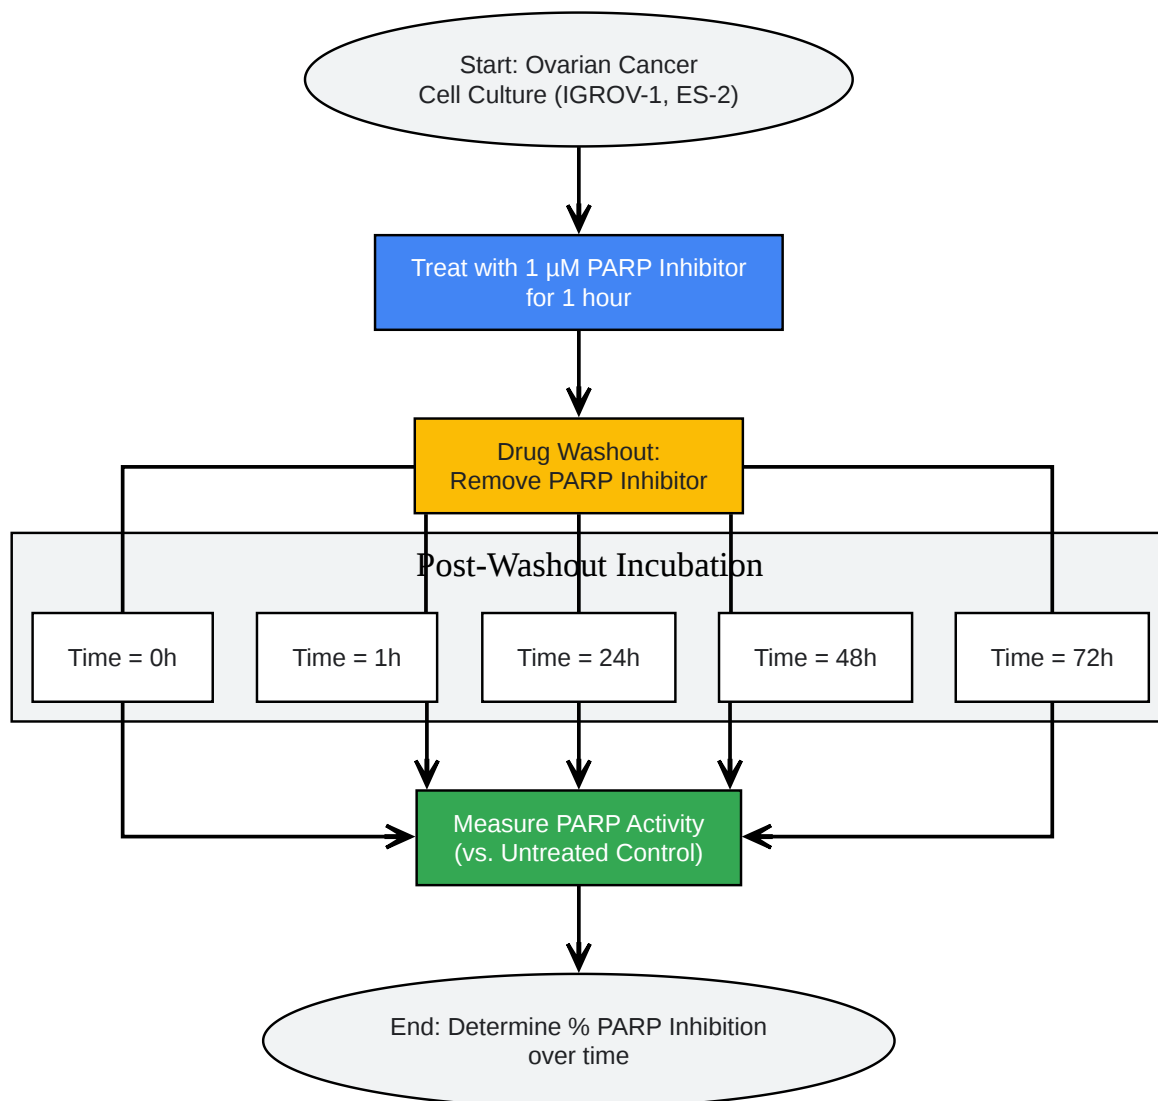 Start: Ovarian Cancer
Cell Culture (IGROV-1, ES-2)
Treat with 1 µM PARP Inhibitor
for 1 hour
Drug Washout:
Remove PARP Inhibitor
Post-Washout Incubation
Time = 0h
Time = 1h
Time = 24h
Time = 48h
Time = 72h
Measure PARP Activity
(vs. Untreated Control)
End: Determine % PARP Inhibition
over time